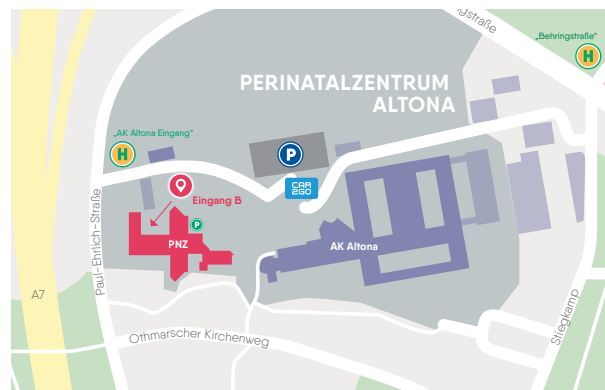 ngstraße
„Behringstraße"
H
PERINATALZENTRUM
ALTONA
„AK Altona Eingang"
H
P
CAR
2GO
Eingang B
P
PNZ
AK Altona
Paul-Ehrlich-Straße
A7
Othmarscher Kirchenweg
Stiegkamp